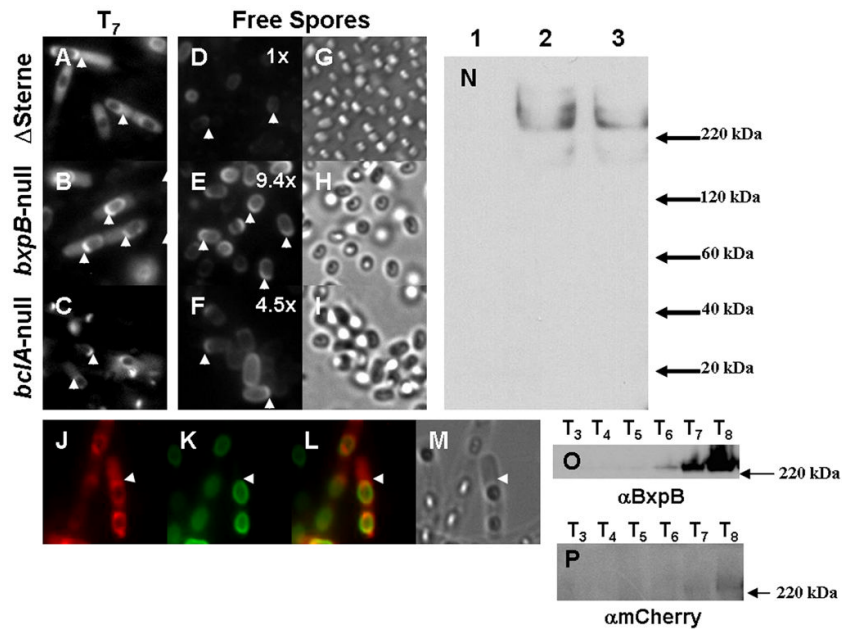 T7 Free Spores
1 2 3
ΔSterne
A D 1x G
N
220 kDa
bxpB-null
B E 9.4x H
120 kDa
60 kDa
bclA-null
C F 4.5x I
40 kDa
20 kDa
J K L M
T3 T4 T5 T6 T7 T8
O
220 kDa
αBxpB
T3 T4 T5 T6 T7 T8
P
220 kDa
αmCherry